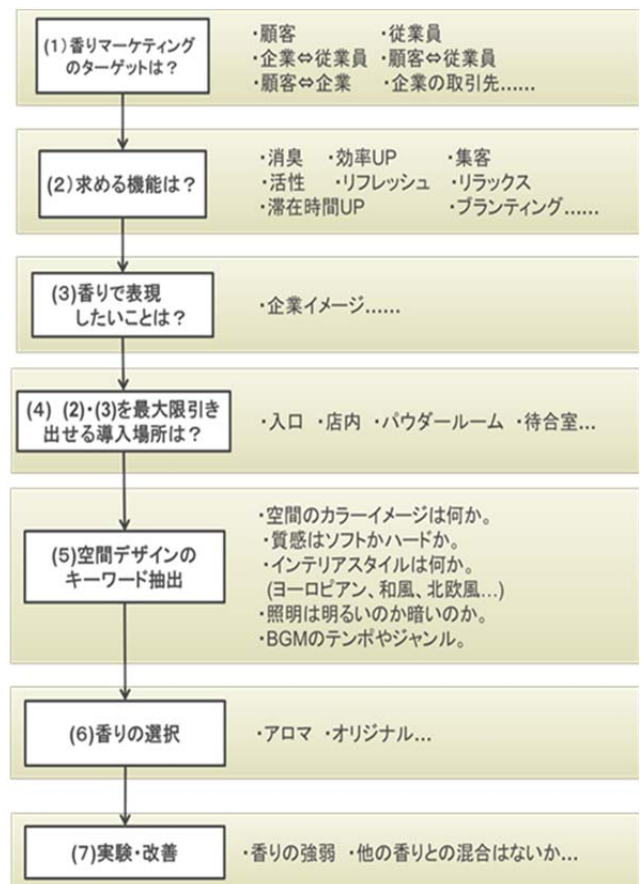 (1)香りマーケティング
のターゲットは？
・顧客 ・従業員
・企業⇔従業員 ・顧客⇔従業員
・顧客⇔企業 ・企業の取引先……
(2)求める機能は？
・消臭 ・効率UP ・集客
・活性 ・リフレッシュ ・リラックス
・滞在時間UP ・ブランティング……
(3)香りで表現
したいことは？
・企業イメージ……
(4) (2)・(3)を最大限引き
出せる導入場所は？
・入口 ・店内 ・パウダールーム ・待合室…
(5)空間デザインの
キーワード抽出
・空間のカラーイメージは何か。
・質感はソフトかハードか。
・インテリアスタイルは何か。
(ヨーロピアン、和風、北欧風…)
・照明は明るいのか暗いのか。
・BGMのテンポやジャンル。
(6)香りの選択
・アロマ ・オリジナル…
(7)実験・改善
・香りの強弱 ・他の香りとの混合はないか…